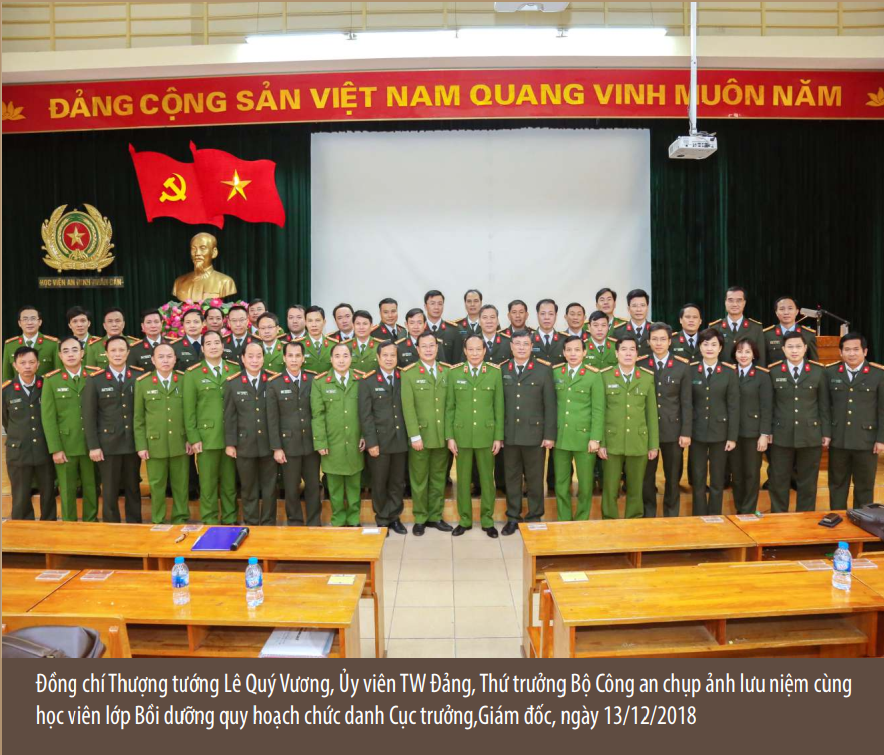 ĐẢNG CỘNG SẢN VIỆT NAM QUANG VINH MUÔN NĂM
HỌC VIỆN AN NINH NHÂN DÂN
Đồng chí Thượng tướng Lê Quý Vương, Ủy viên TW Đảng, Thứ trưởng Bộ Công an chụp ảnh lưu niệm cùng
học viên lớp Bồi dưỡng quy hoạch chức danh Cục trưởng,Giám đốc, ngày 13/12/2018